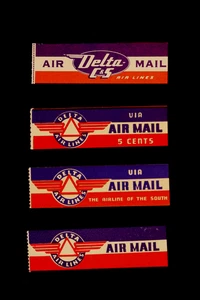 AIR Delta MAIL
C&S
AIR LINES
DELTA
AIR LINES
VIA
AIR MAIL
5 CENTS
DELTA
AIR LINES
VIA
AIR MAIL
THE AIRLINE OF THE SOUTH
DELTA
AIR LINES
AIR MAIL